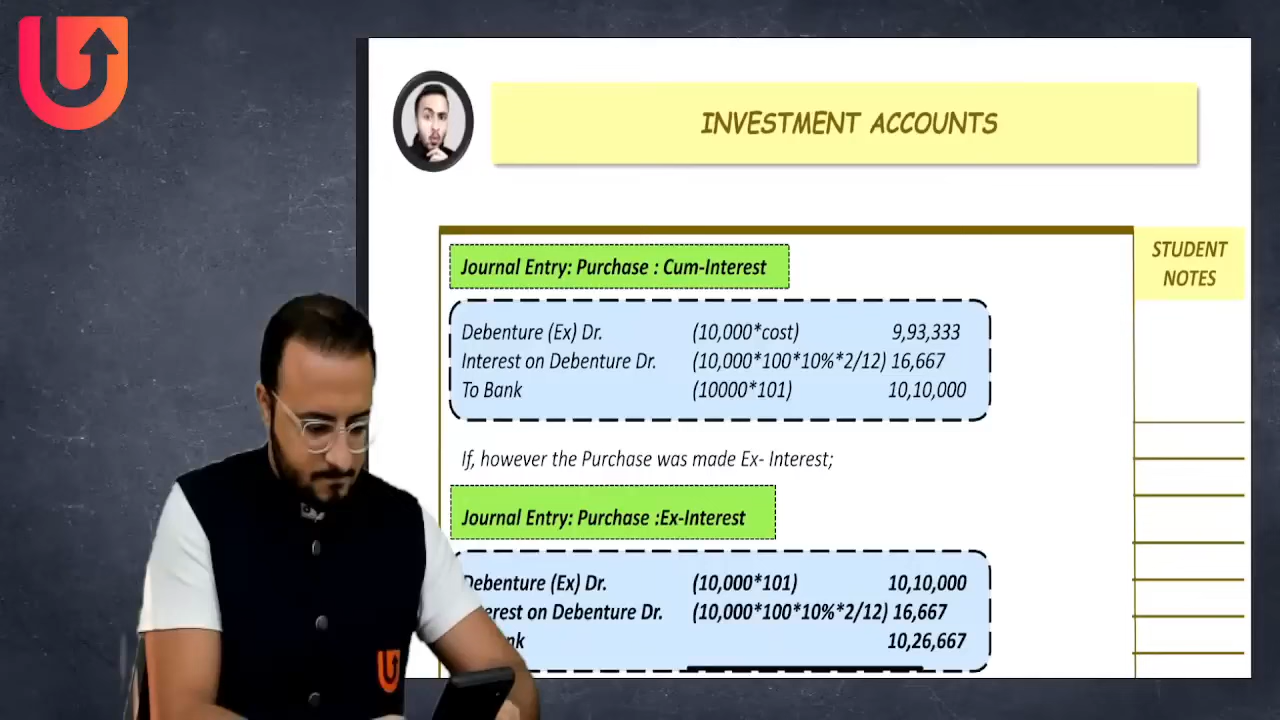 INVESTMENT ACCOUNTS
STUDENT
NOTES
Journal Entry: Purchase : Cum-Interest
Debenture (Ex) Dr. (10,000*cost) 9,93,333
Interest on Debenture Dr. (10,000*100*10%*2/12) 16,667
To Bank (10000*101) 10,10,000
If, however the Purchase was made Ex- Interest;
Journal Entry: Purchase :Ex-Interest
Debenture (Ex) Dr. (10,000*101) 10,10,000
on Debenture Dr. (10,000*100*10%*2/12) 16,667
10,26,667